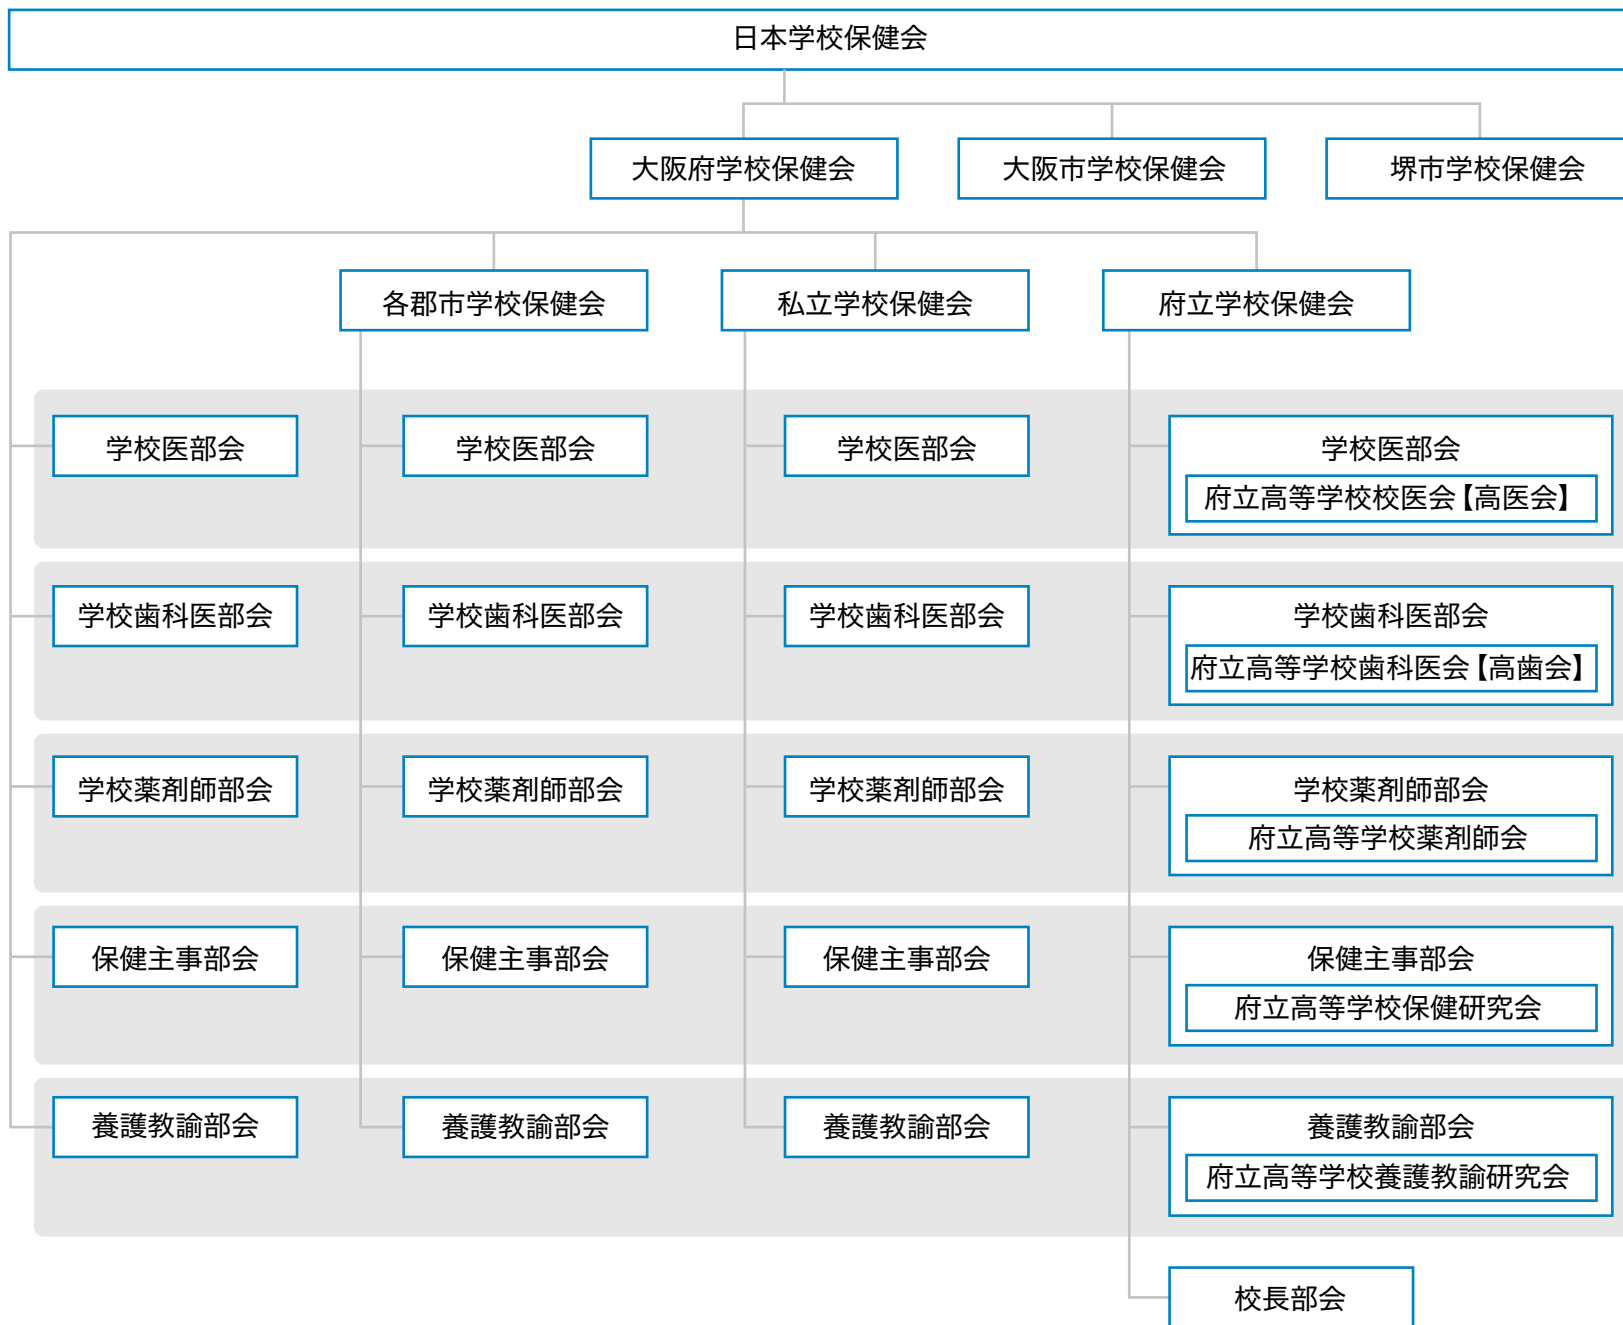 日本学校保健会
大阪府学校保健会
大阪市学校保健会
堺市学校保健会
各郡市学校保健会
私立学校保健会
府立学校保健会
学校医部会
学校医部会
学校医部会
学校医部会
府立高等学校校医会【高医会】
学校歯科医部会
学校歯科医部会
学校歯科医部会
学校歯科医部会
府立高等学校歯科医会【高歯会】
学校薬剤師部会
学校薬剤師部会
学校薬剤師部会
学校薬剤師部会
府立高等学校薬剤師会
保健主事部会
保健主事部会
保健主事部会
保健主事部会
府立高等学校保健研究会
養護教諭部会
養護教諭部会
養護教諭部会
養護教諭部会
府立高等学校養護教諭研究会
校長部会